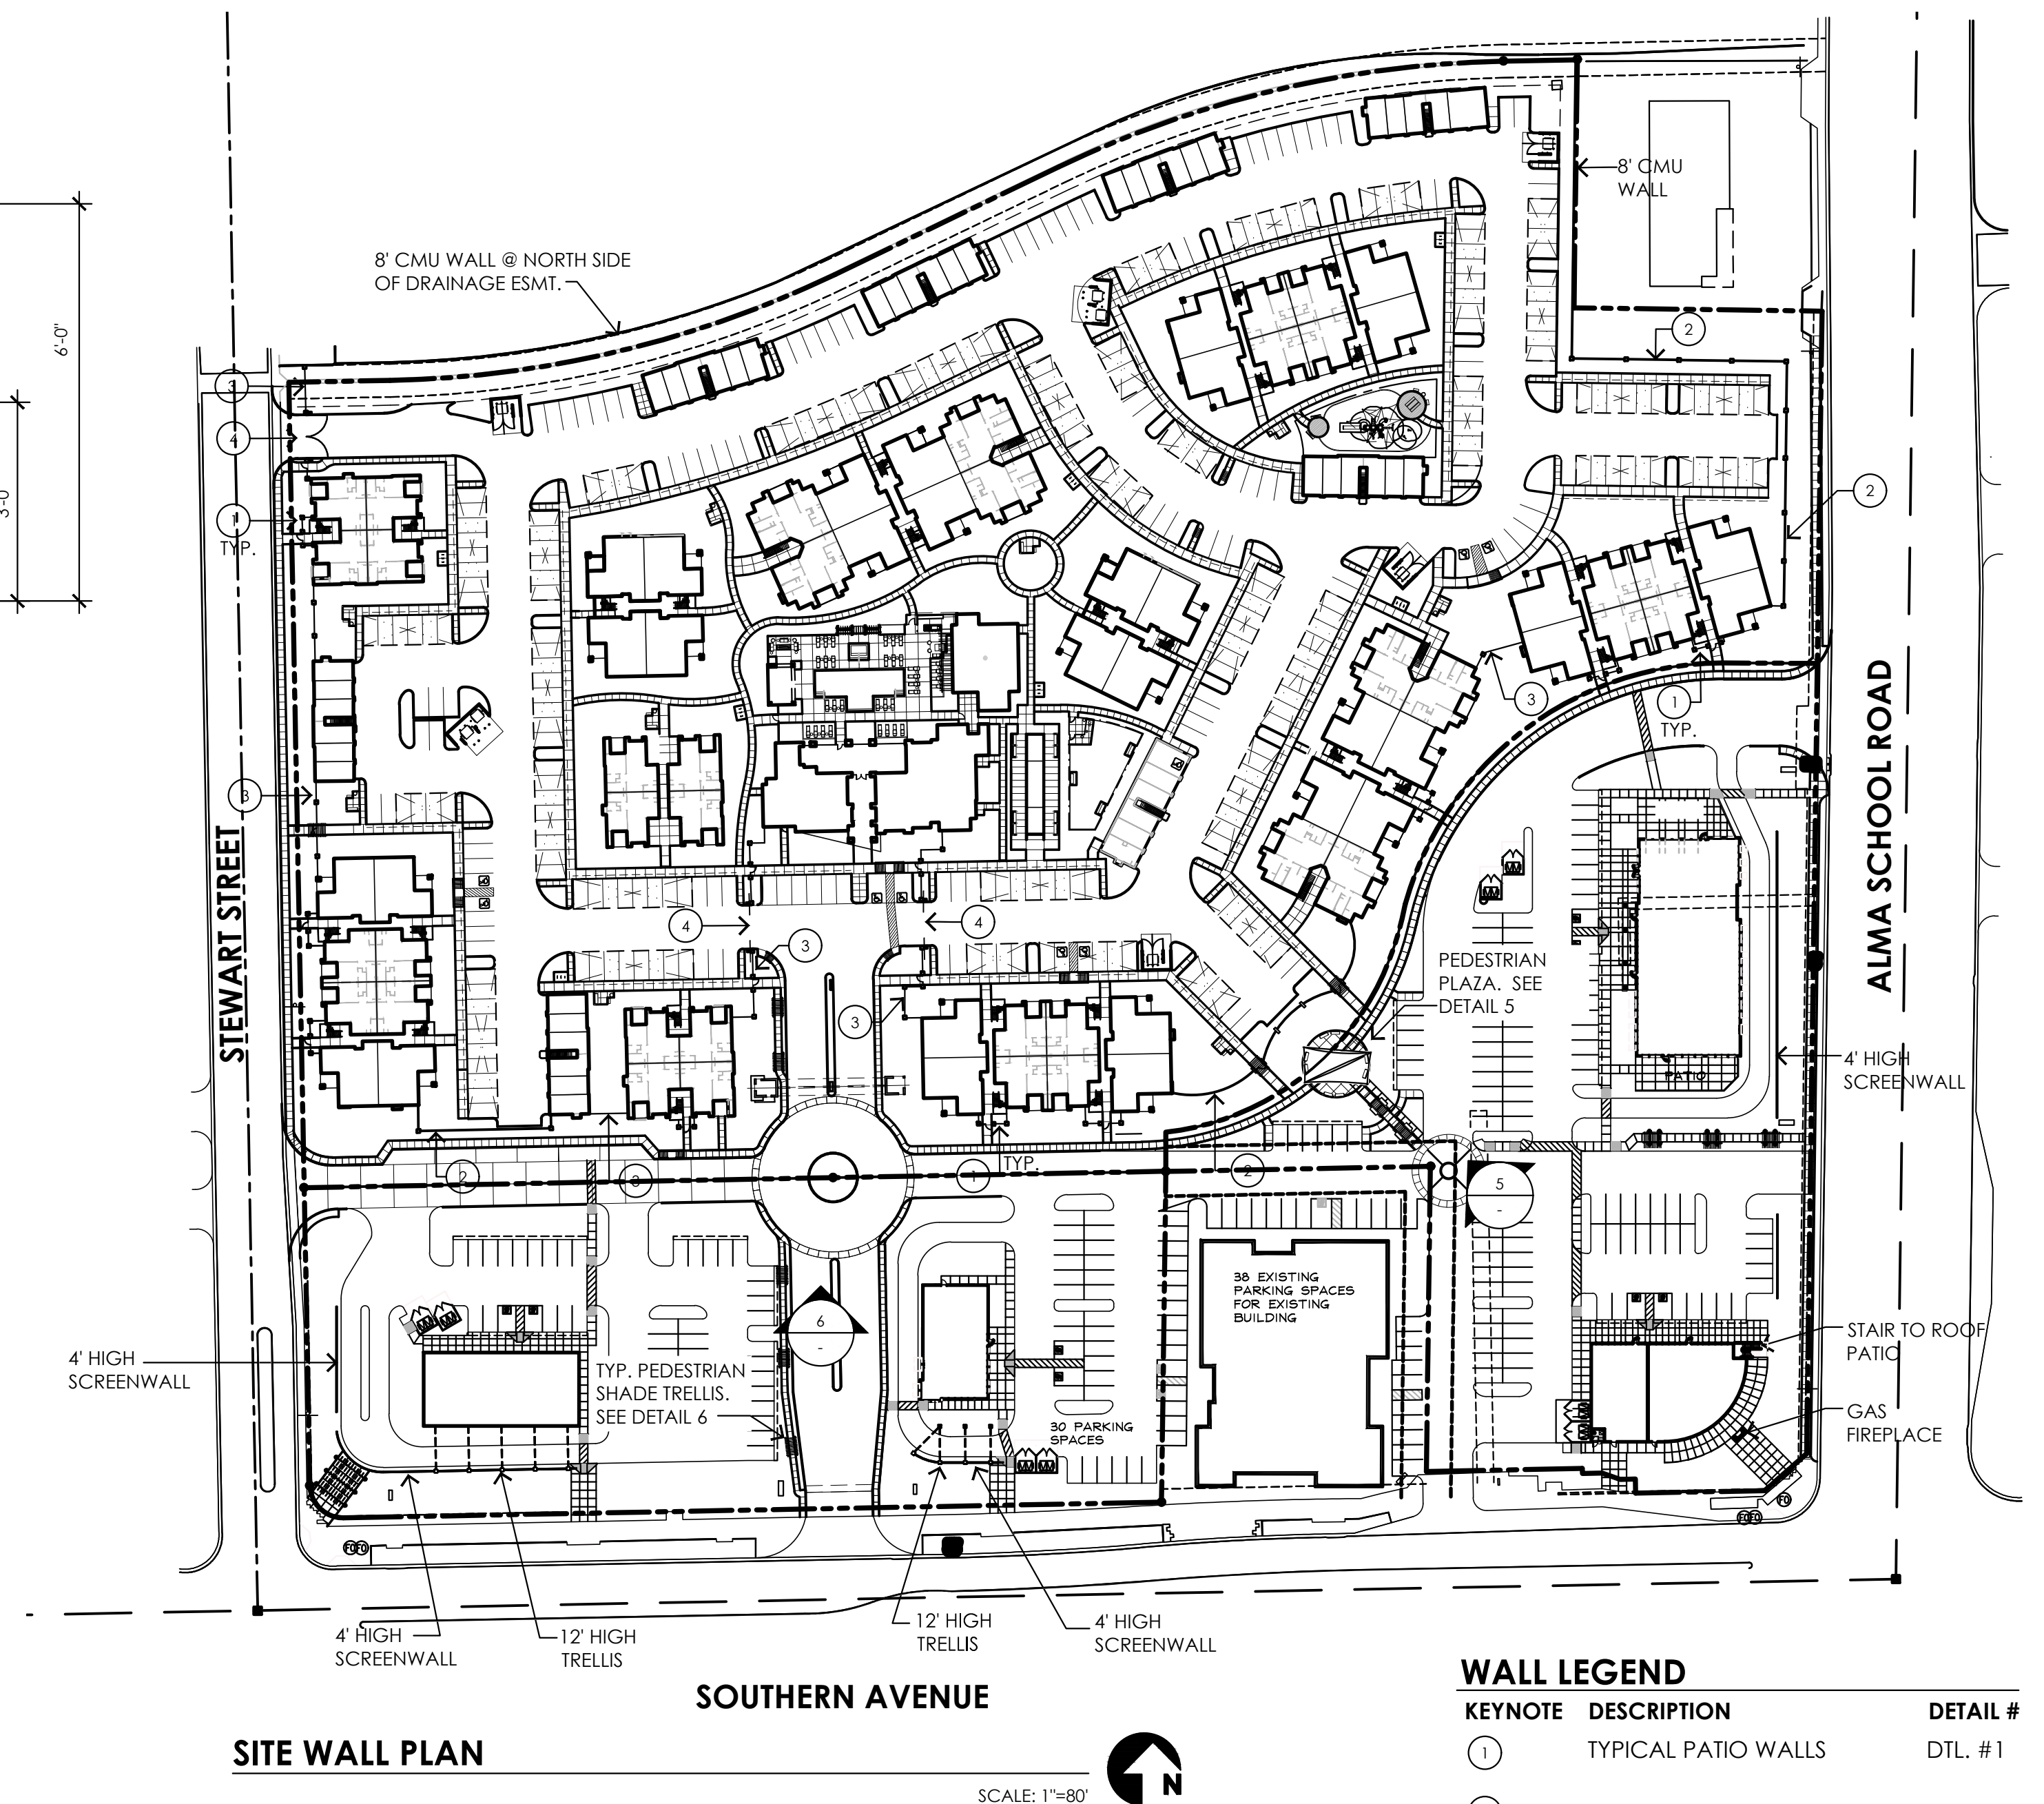 6'-0"
3'-0
8' CMU WALL @ NORTH SIDE
OF DRAINAGE ESMT.
8' CMU
WALL
2
3
4
1
TYP.
2
3
1
TYP.
3
STEWART STREET
ALMA SCHOOL ROAD
4
4
3
3
PEDESTRIAN
PLAZA. SEE
DETAIL 5
4' HIGH
SCREENWALL
PATIO
2
3
1
TYP.
2
5
-
38 EXISTING
PARKING SPACES
FOR EXISTING
BUILDING
6
-
4' HIGH
SCREENWALL
TYP. PEDESTRIAN
SHADE TRELLIS.
SEE DETAIL 6
30 PARKING
SPACES
STAIR TO ROOF
PATIO
GAS
FIREPLACE
4' HIGH
SCREENWALL
12' HIGH
TRELLIS
12' HIGH
TRELLIS
4' HIGH
SCREENWALL
SOUTHERN AVENUE
SITE WALL PLAN
SCALE: 1"=80'
N
WALL LEGEND
KEYNOTE DESCRIPTION DETAIL #
1 TYPICAL PATIO WALLS DTL. #1